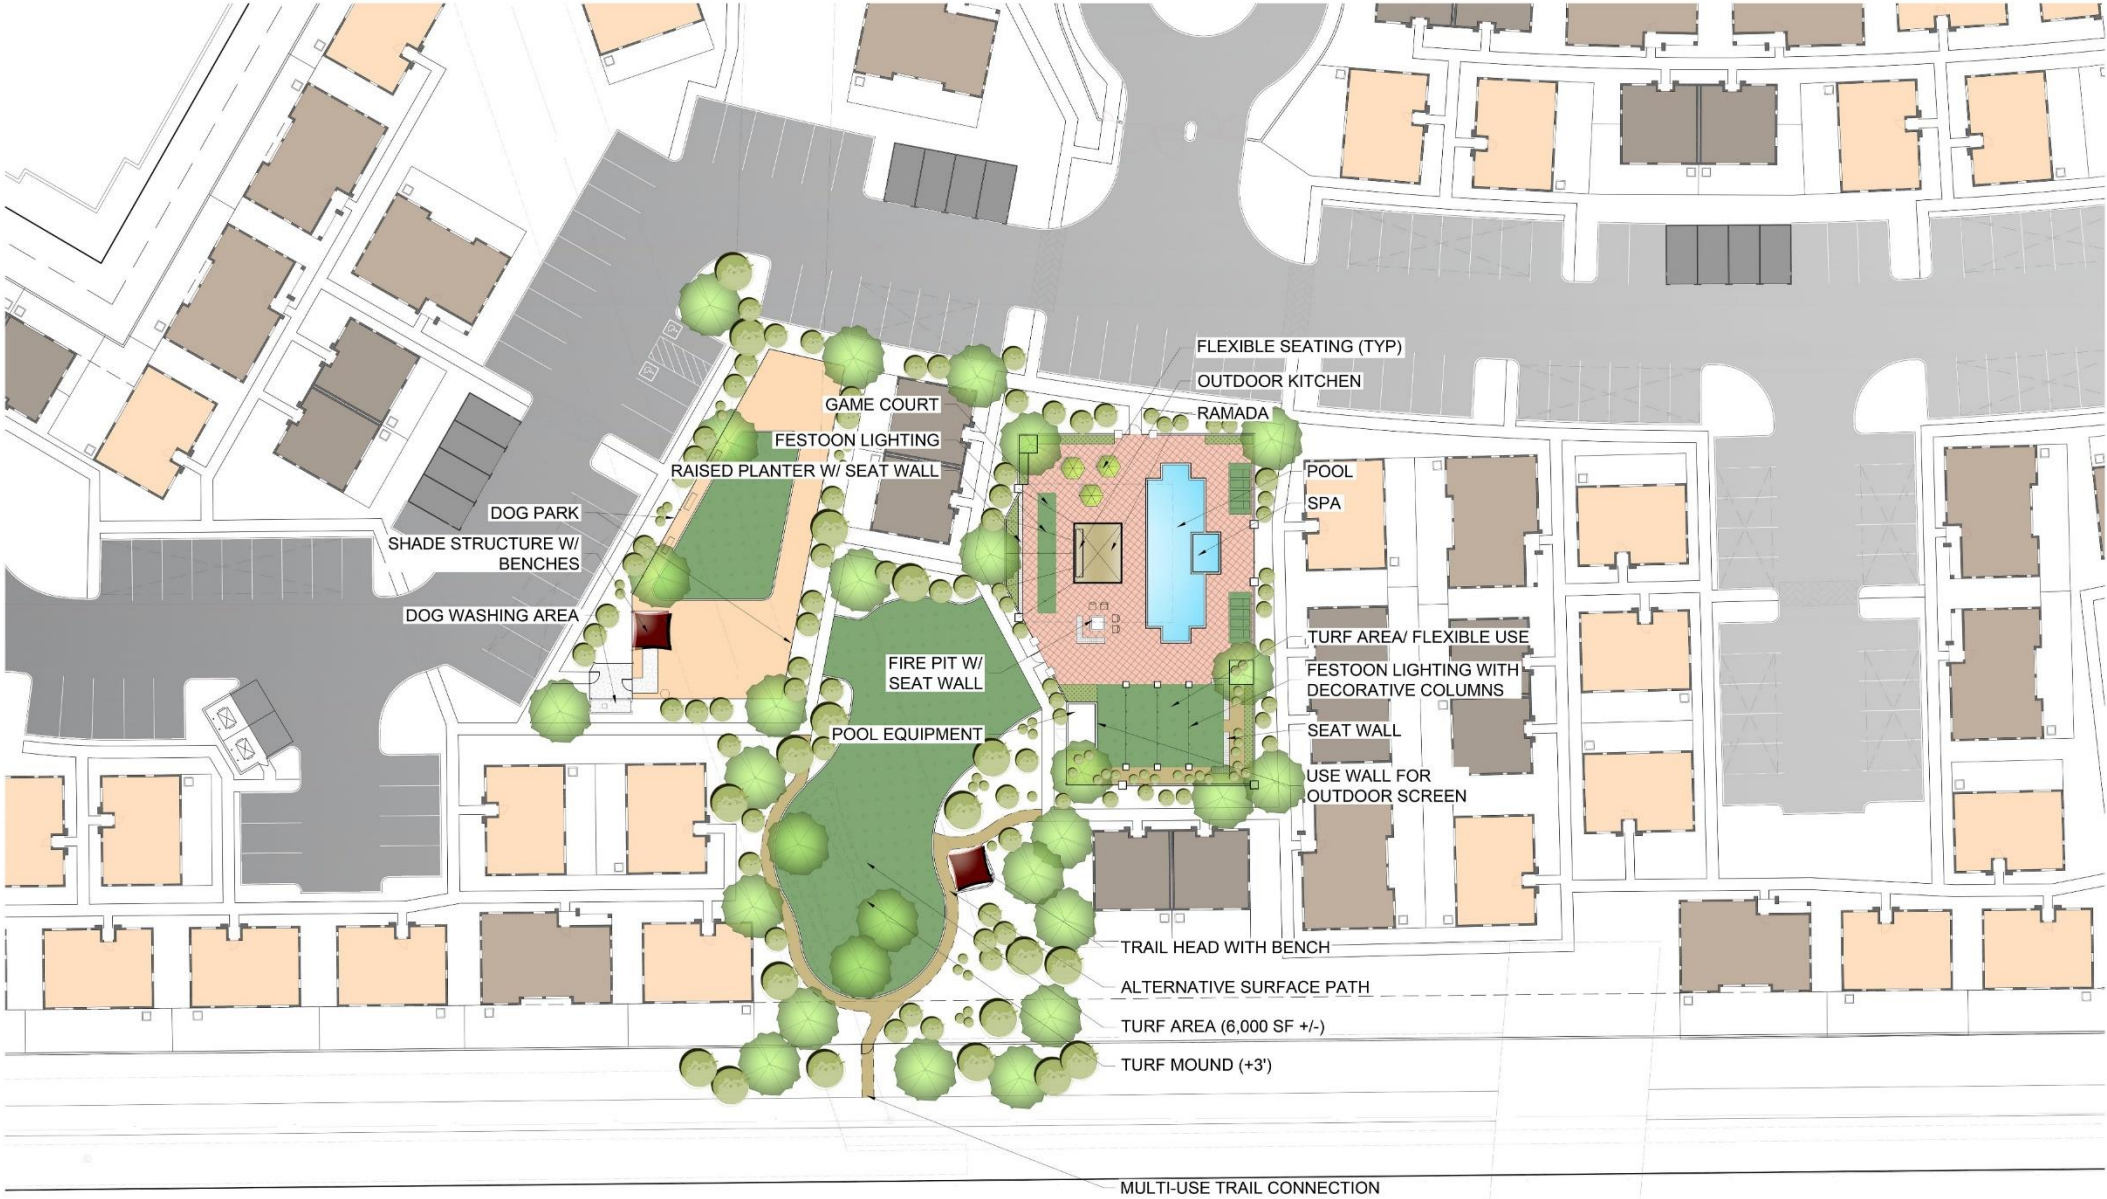 FLEXIBLE SEATING (TYP)
OUTDOOR KITCHEN
RAMADA
GAME COURT
FESTOON LIGHTING
RAISED PLANTER W/ SEAT WALL
POOL
SPA
DOG PARK
SHADE STRUCTURE W/
BENCHES
DOG WASHING AREA
TURF AREA/ FLEXIBLE USE
FIRE PIT W/
SEAT WALL
FESTOON LIGHTING WITH
DECORATIVE COLUMNS
POOL EQUIPMENT
SEAT WALL
USE WALL FOR
OUTDOOR SCREEN
TRAIL HEAD WITH BENCH
ALTERNATIVE SURFACE PATH
TURF AREA (6,000 SF +/-)
TURF MOUND (+3')
MULTI-USE TRAIL CONNECTION